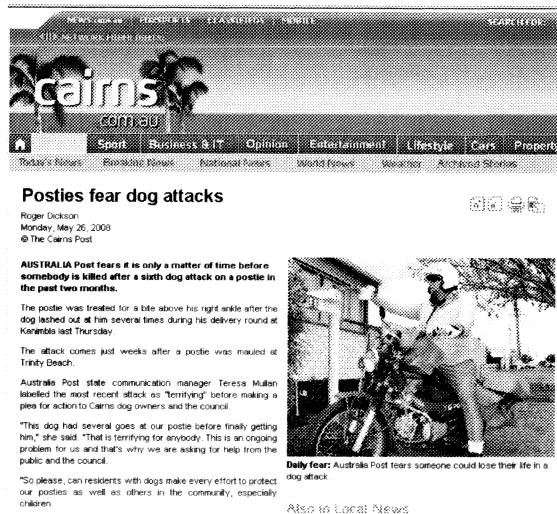 NEWS.com.au | FOXSPORTS | CLASSIFIEDS | MOBILE
SEARCH FOR
NETWORK HIGHLIGHTS
cairns
.com.au
Sport Business & IT Opinion Entertainment Lifestyle Cars Property
Today's News Breaking News National News World News Weather Archived Stories
Posties fear dog attacks
Roger Dickson
Monday, May 26, 2008
© The Cairns Post
AUSTRALIA Post fears it is only a matter of time before
somebody is killed after a sixth dog attack on a postie in
the past two months.
The postie was treated for a bite above his right ankle after the
dog lashed out at him several times during his delivery round at
Kanimbla last Thursday.
The attack comes just weeks after a postie was mauled at
Trinity Beach.
Australia Post state communication manager Teresa Mullan
labelled the most recent attack as "terrifying" before making a
plea for action to Cairns dog owners and the council.
"This dog had several goes at our postie before finally getting
him," she said. "That is terrifying for anybody. This is an ongoing
problem for us and that's why we are asking for help from the
public and the council.
"So please, can residents with dogs make every effort to protect
our posties as well as others in the community, especially
children.
Daily fear: Australia Post fears someone could lose their life in a
dog attack
Also in Local News